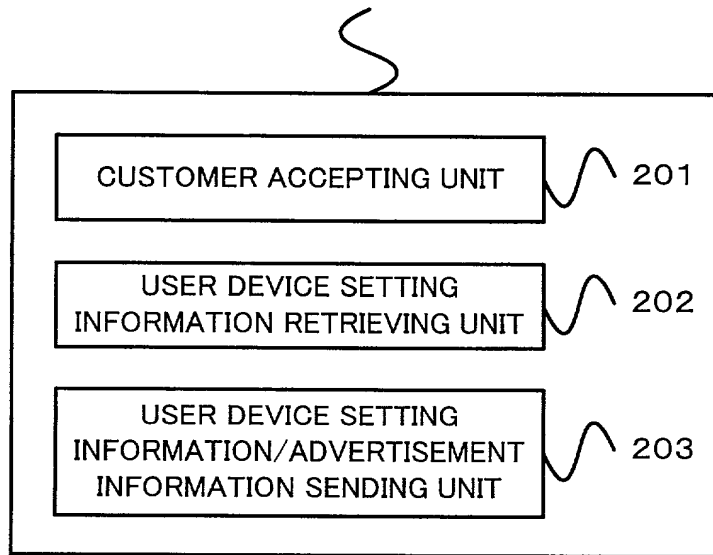 CUSTOMER ACCEPTING UNIT
201
USER DEVICE SETTING
INFORMATION RETRIEVING UNIT
202
USER DEVICE SETTING
INFORMATION/ADVERTISEMENT
INFORMATION SENDING UNIT
203